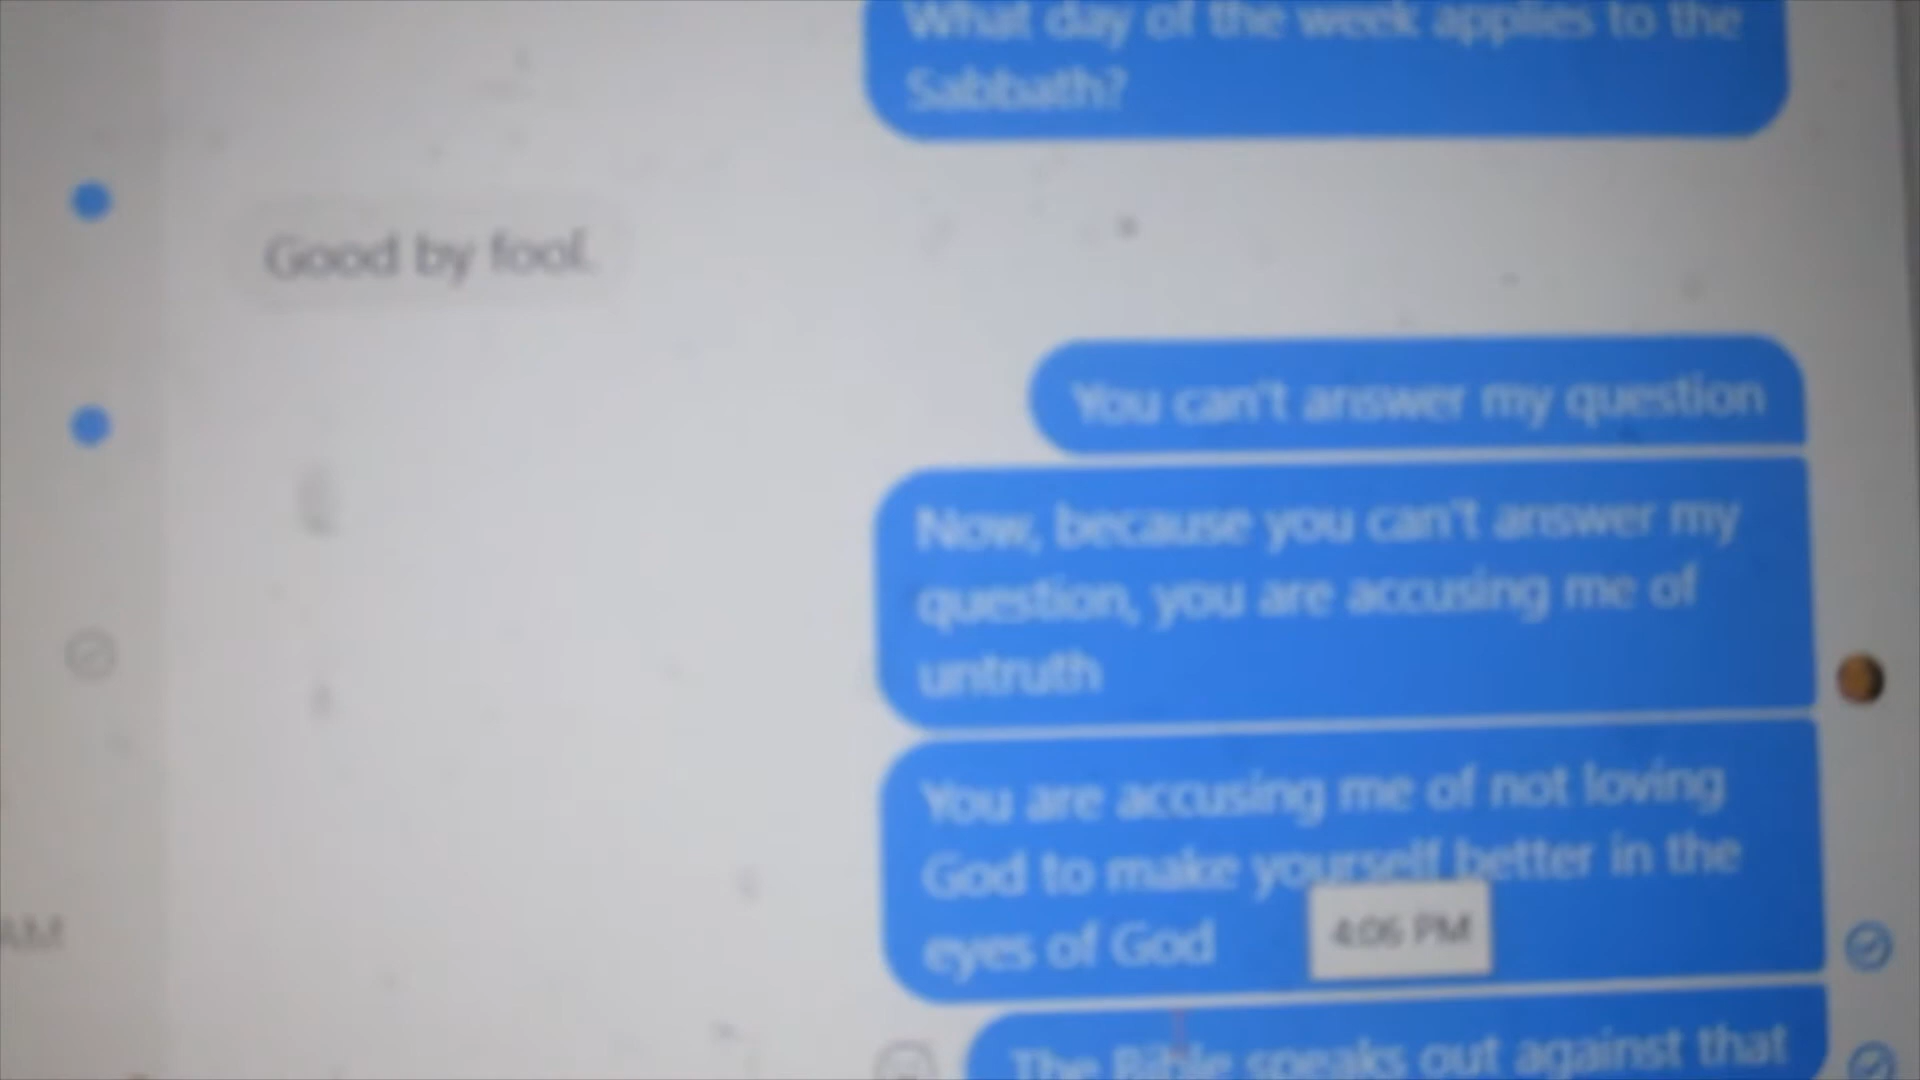 What day of the week applies to the
Sabbath?
Good by fool.
You can't answer my question
Now, because you can't answer my
question, you are accusing me of
untruth
You are accusing me of not loving
God to make yourself better in the
eyes of God
4:06 PM
AM
The Bible speaks out against that